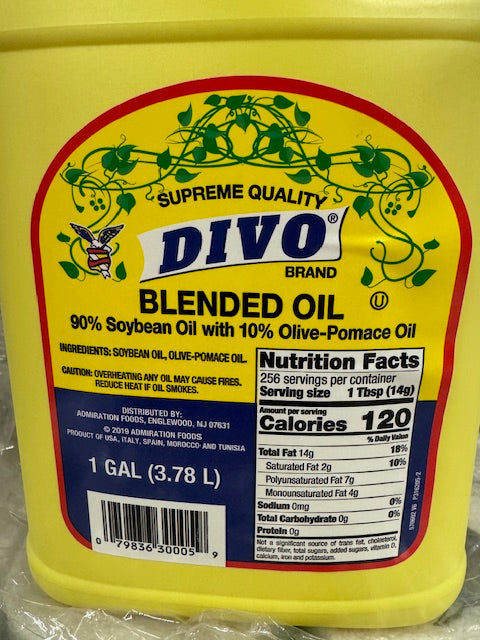 SUPREME QUALITY
DIVO®
BRAND
BLENDED OIL
U
90% Soybean Oil with 10% Olive-Pomace Oil
INGREDIENTS: SOYBEAN OIL, OLIVE-POMACE OIL.
CAUTION: OVERHEATING ANY OIL MAY CAUSE FIRES.
REDUCE HEAT IF OIL SMOKES.
DISTRIBUTED BY:
ADMIRATION FOODS, ENGLEWOOD, NJ 07631
© 2019 ADMIRATION FOODS
PRODUCT OF USA, ITALY, SPAIN, MOROCCO AND TUNISIA
1 GAL (3.78 L)
0 79836 30005 9
Nutrition Facts
256 servings per container
Serving size 1 Tbsp (14g)
Amount per serving
Calories 120
% Daily Value
Total Fat 14g 18%
Saturated Fat 2g 10%
Polyunsaturated Fat 7g
Monounsaturated Fat 4g
Sodium 0mg 0%
Total Carbohydrate 0g 0%
Protein 0g
Not a significant source of trans fat, cholesterol,
dietary fiber, total sugars, added sugars, vitamin D,
calcium, iron and potassium.